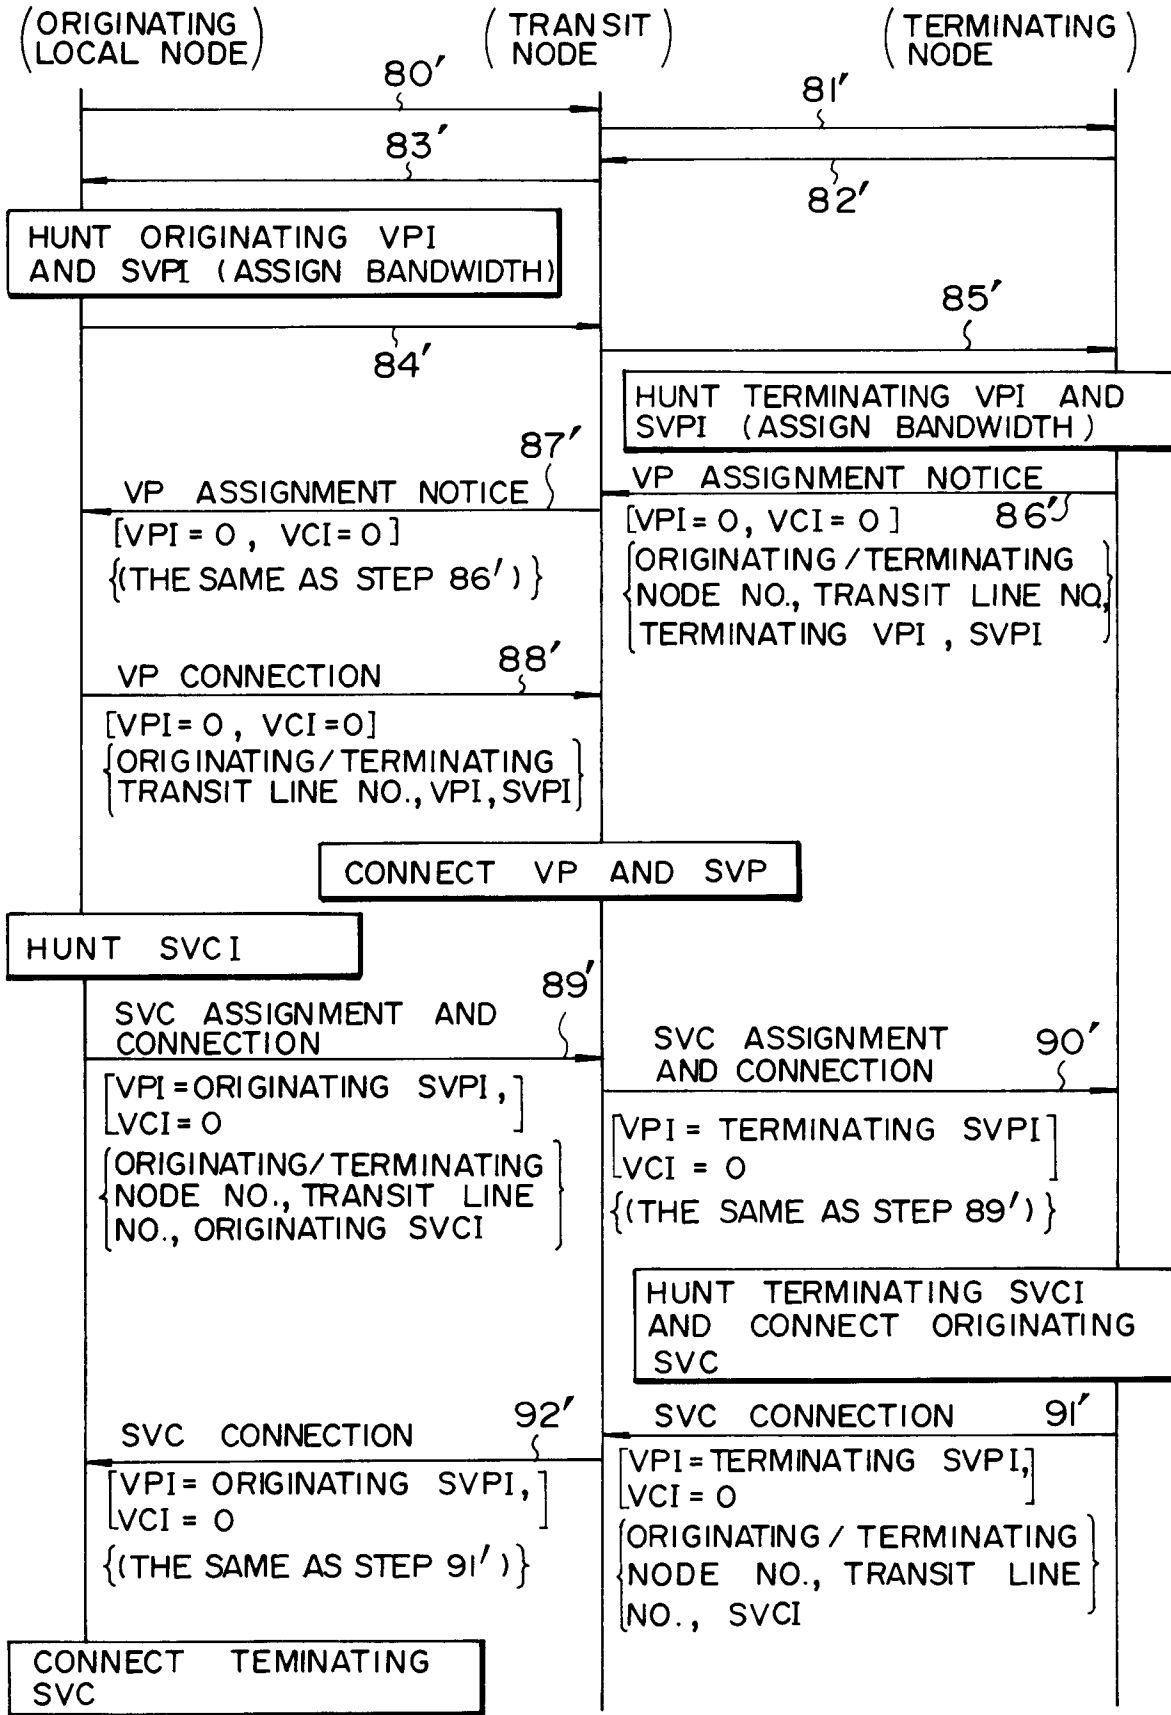 (ORIGINATING
LOCAL NODE)
(TRANSIT
NODE)
(TERMINATING
NODE)
80'
81'
83'
82'
HUNT ORIGINATING VPI
AND SVPI (ASSIGN BANDWIDTH)
84'
85'
HUNT TERMINATING VPI AND
SVPI (ASSIGN BANDWIDTH)
87'
VP ASSIGNMENT NOTICE
[VPI=0, VCI=0]
{(THE SAME AS STEP 86')}
VP ASSIGNMENT NOTICE
86'
[VPI=0, VCI=0]
{ORIGINATING/TERMINATING
NODE NO., TRANSIT LINE NO,
TERMINATING VPI, SVPI}
88'
VP CONNECTION
[VPI=0, VCI=0]
{ORIGINATING/TERMINATING
TRANSIT LINE NO., VPI, SVPI}
CONNECT VP AND SVP
HUNT SVCI
89'
SVC ASSIGNMENT AND
CONNECTION
[VPI=ORIGINATING SVPI,
VCI=0]
{ORIGINATING/TERMINATING
NODE NO., TRANSIT LINE
NO., ORIGINATING SVCI}
SVC ASSIGNMENT
AND CONNECTION
90'
[VPI=TERMINATING SVPI
VCI=0]
{(THE SAME AS STEP 89')}
HUNT TERMINATING SVCI
AND CONNECT ORIGINATING
SVC
SVC CONNECTION
91'
[VPI=TERMINATING SVPI,
VCI=0]
{ORIGINATING/TERMINATING
NODE NO., TRANSIT LINE
NO., SVCI}
92'
SVC CONNECTION
[VPI=ORIGINATING SVPI,
VCI=0]
{(THE SAME AS STEP 91')}
CONNECT TEMINATING
SVC